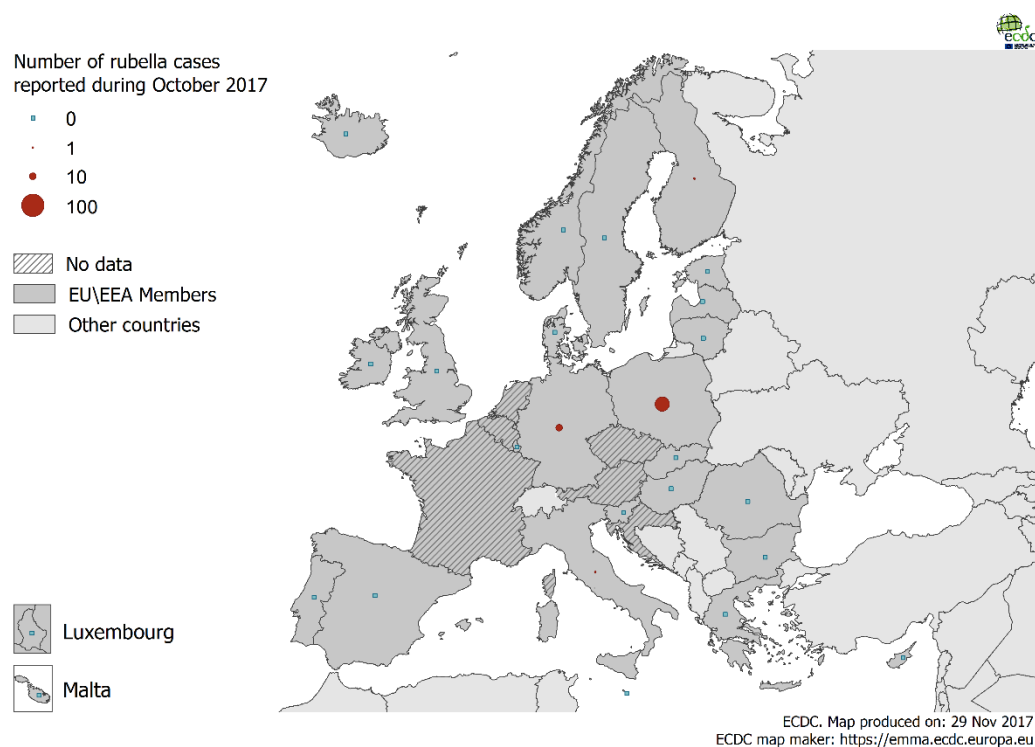 ecdc
Number of rubella cases
reported during October 2017
0
1
10
100
No data
EU\EEA Members
Other countries
Luxembourg
Malta
ECDC. Map produced on: 29 Nov 2017
ECDC map maker: https://emma.ecdc.europa.eu